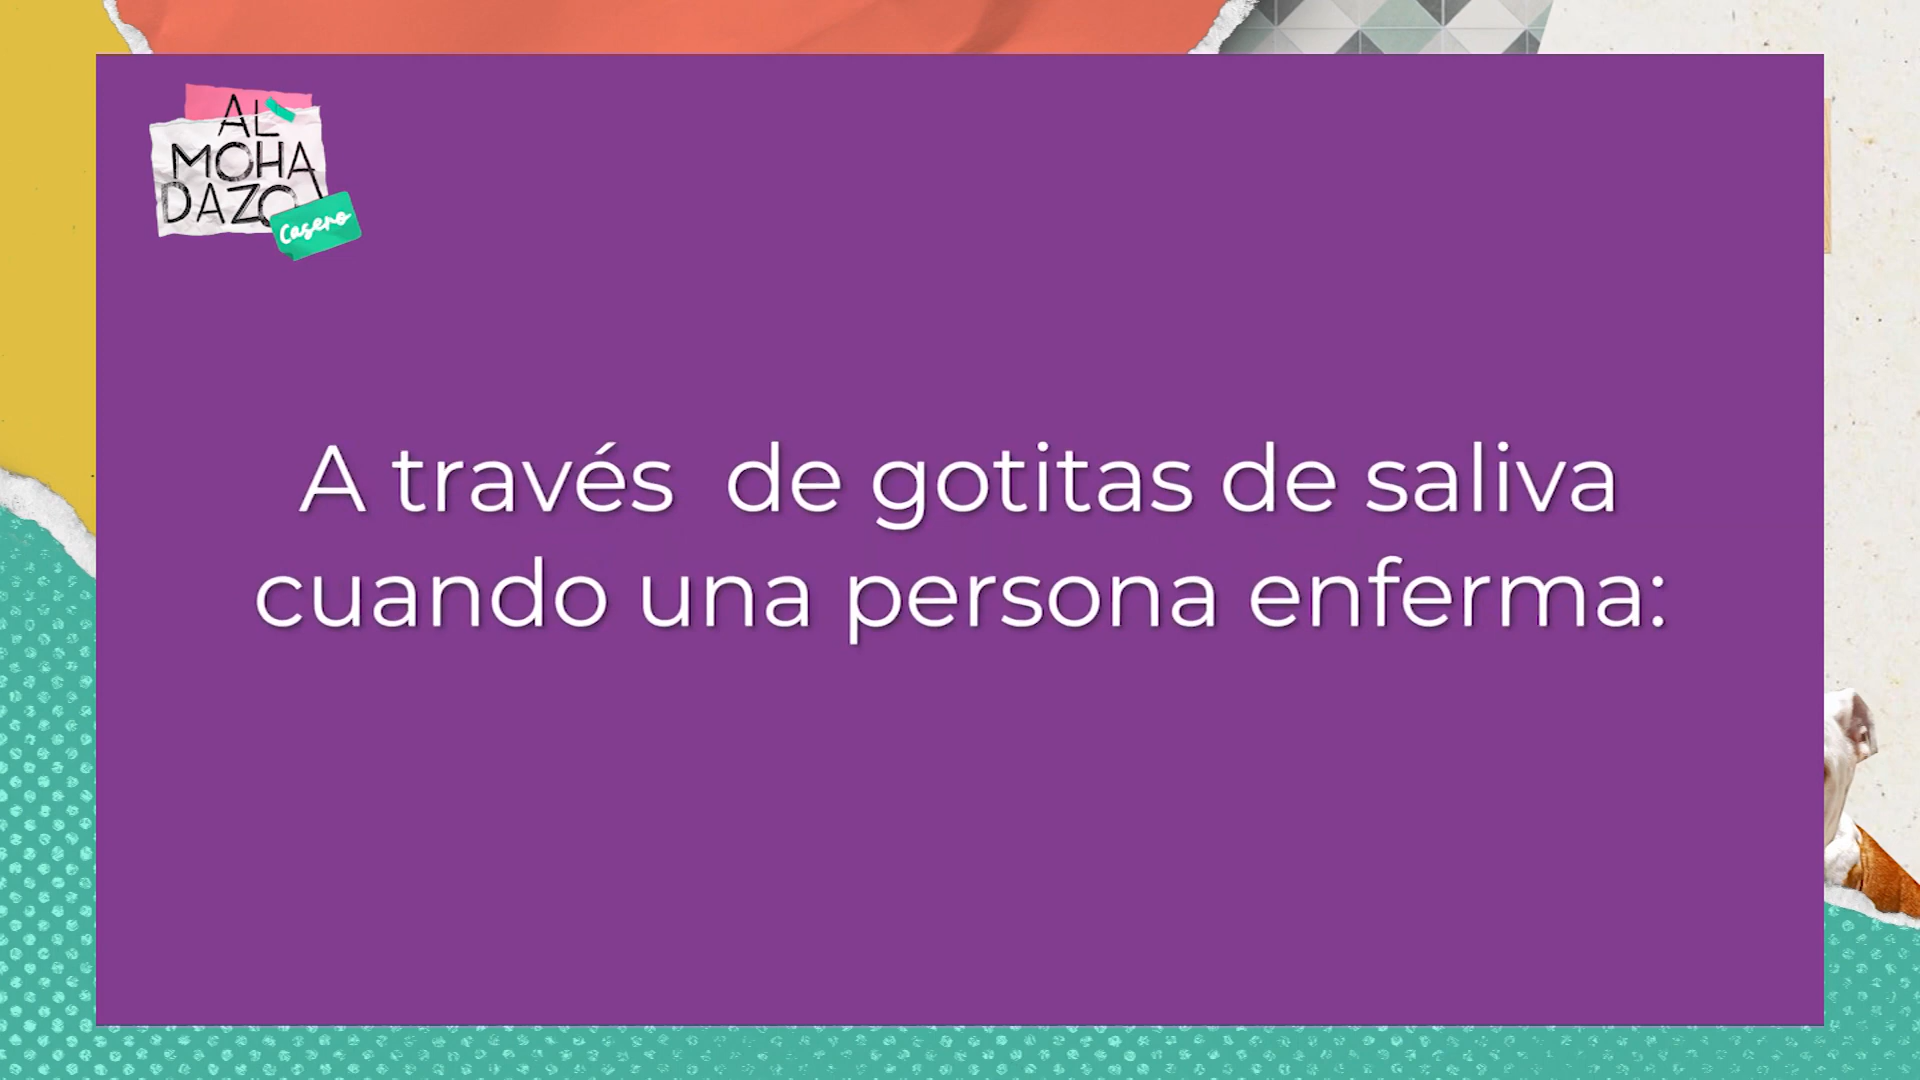 AL
MOHA
DAZO
Casero
A través  de gotitas de saliva
cuando una persona enferma: